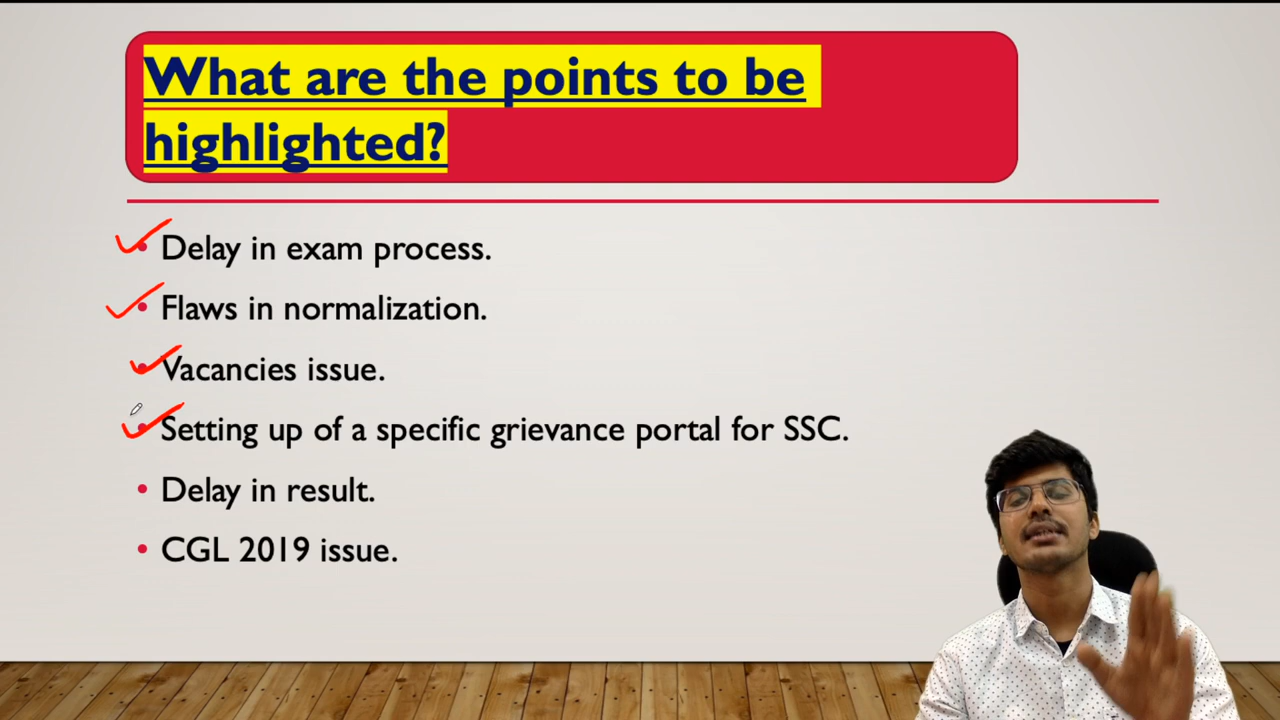 What are the points to be
highlighted?
Delay in exam process.
Flaws in normalization.
Vacancies issue.
Setting up of a specific grievance portal for SSC.
Delay in result.
CGL 2019 issue.